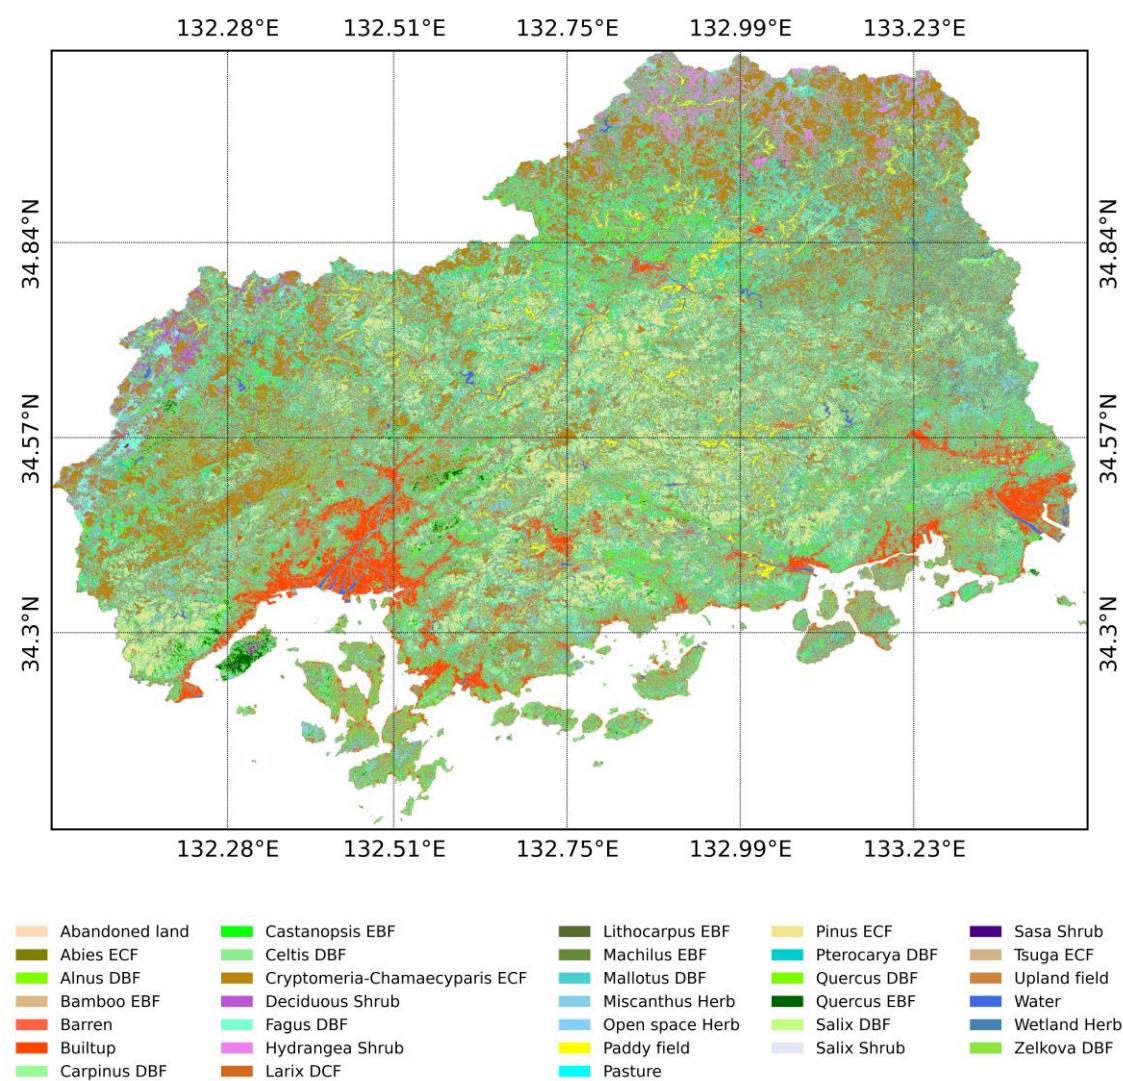 132.28°E 132.51°E 132.75°E 132.99°E 133.23°E
34.84°N 34.84°N
34.57°N 34.57°N
34.3°N 34.3°N
132.28°E 132.51°E 132.75°E 132.99°E 133.23°E
Abandoned land
Abies ECF
Alnus DBF
Bamboo EBF
Barren
Builtup
Carpinus DBF
Castanopsis EBF
Celtis DBF
Cryptomeria-Chamaecyparis ECF
Deciduous Shrub
Fagus DBF
Hydrangea Shrub
Larix DCF
Lithocarpus EBF
Machilus EBF
Mallotus DBF
Miscanthus Herb
Open space Herb
Paddy field
Pasture
Pinus ECF
Pterocarya DBF
Quercus DBF
Quercus EBF
Salix DBF
Salix Shrub
Sasa Shrub
Tsuga ECF
Upland field
Water
Wetland Herb
Zelkova DBF